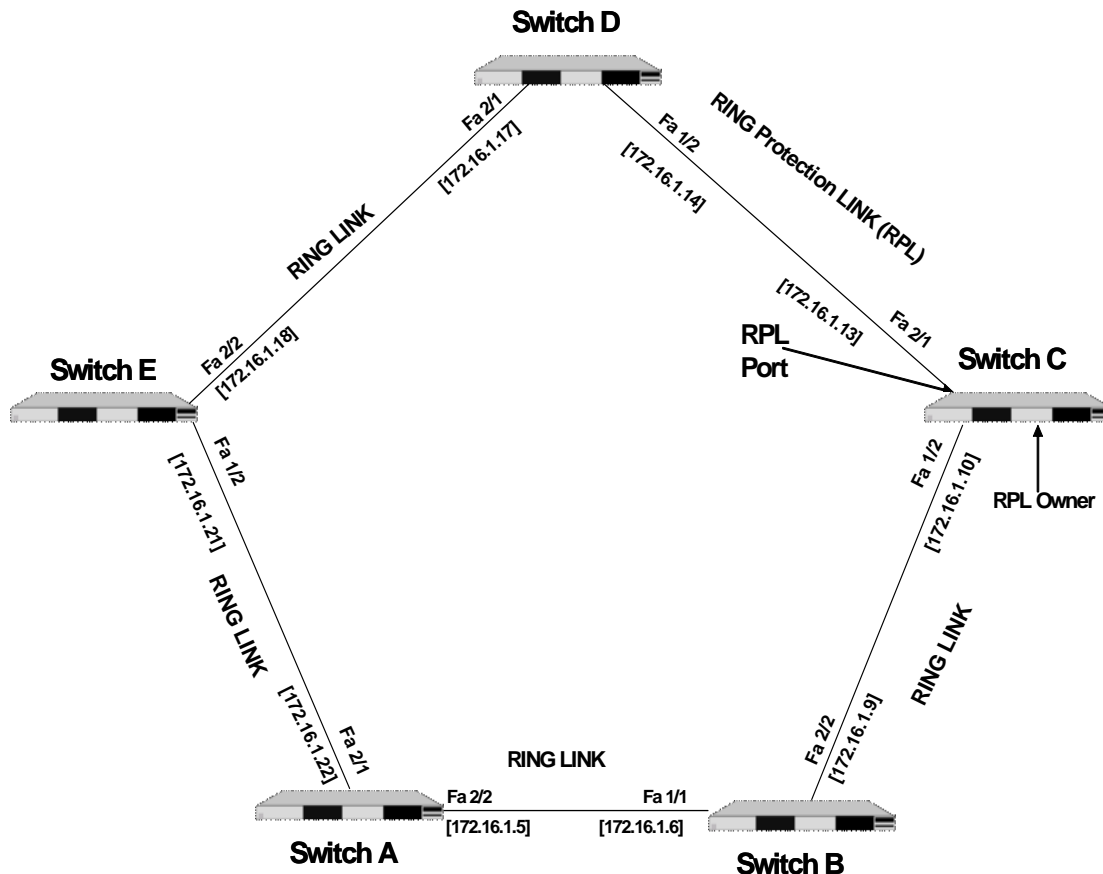 Switch D
Fa 2/1
[172.16.1.17]
Fa 1/2
[172.16.1.14]
RING Protection LINK (RPL)
RING LINK
Fa 2/2
[172.16.1.18]
[172.16.1.13]
Fa 2/1
RPL
Port
Switch E
Switch C
Fa 1/2
[172.16.1.21]
Fa 1/2
[172.16.1.10]
RPL Owner
RING LINK
RING LINK
[172.16.1.22]
Fa 2/1
Fa 2/2
[172.16.1.9]
RING LINK
Fa 2/2
Fa 1/1
[172.16.1.5]
[172.16.1.6]
Switch A
Switch B